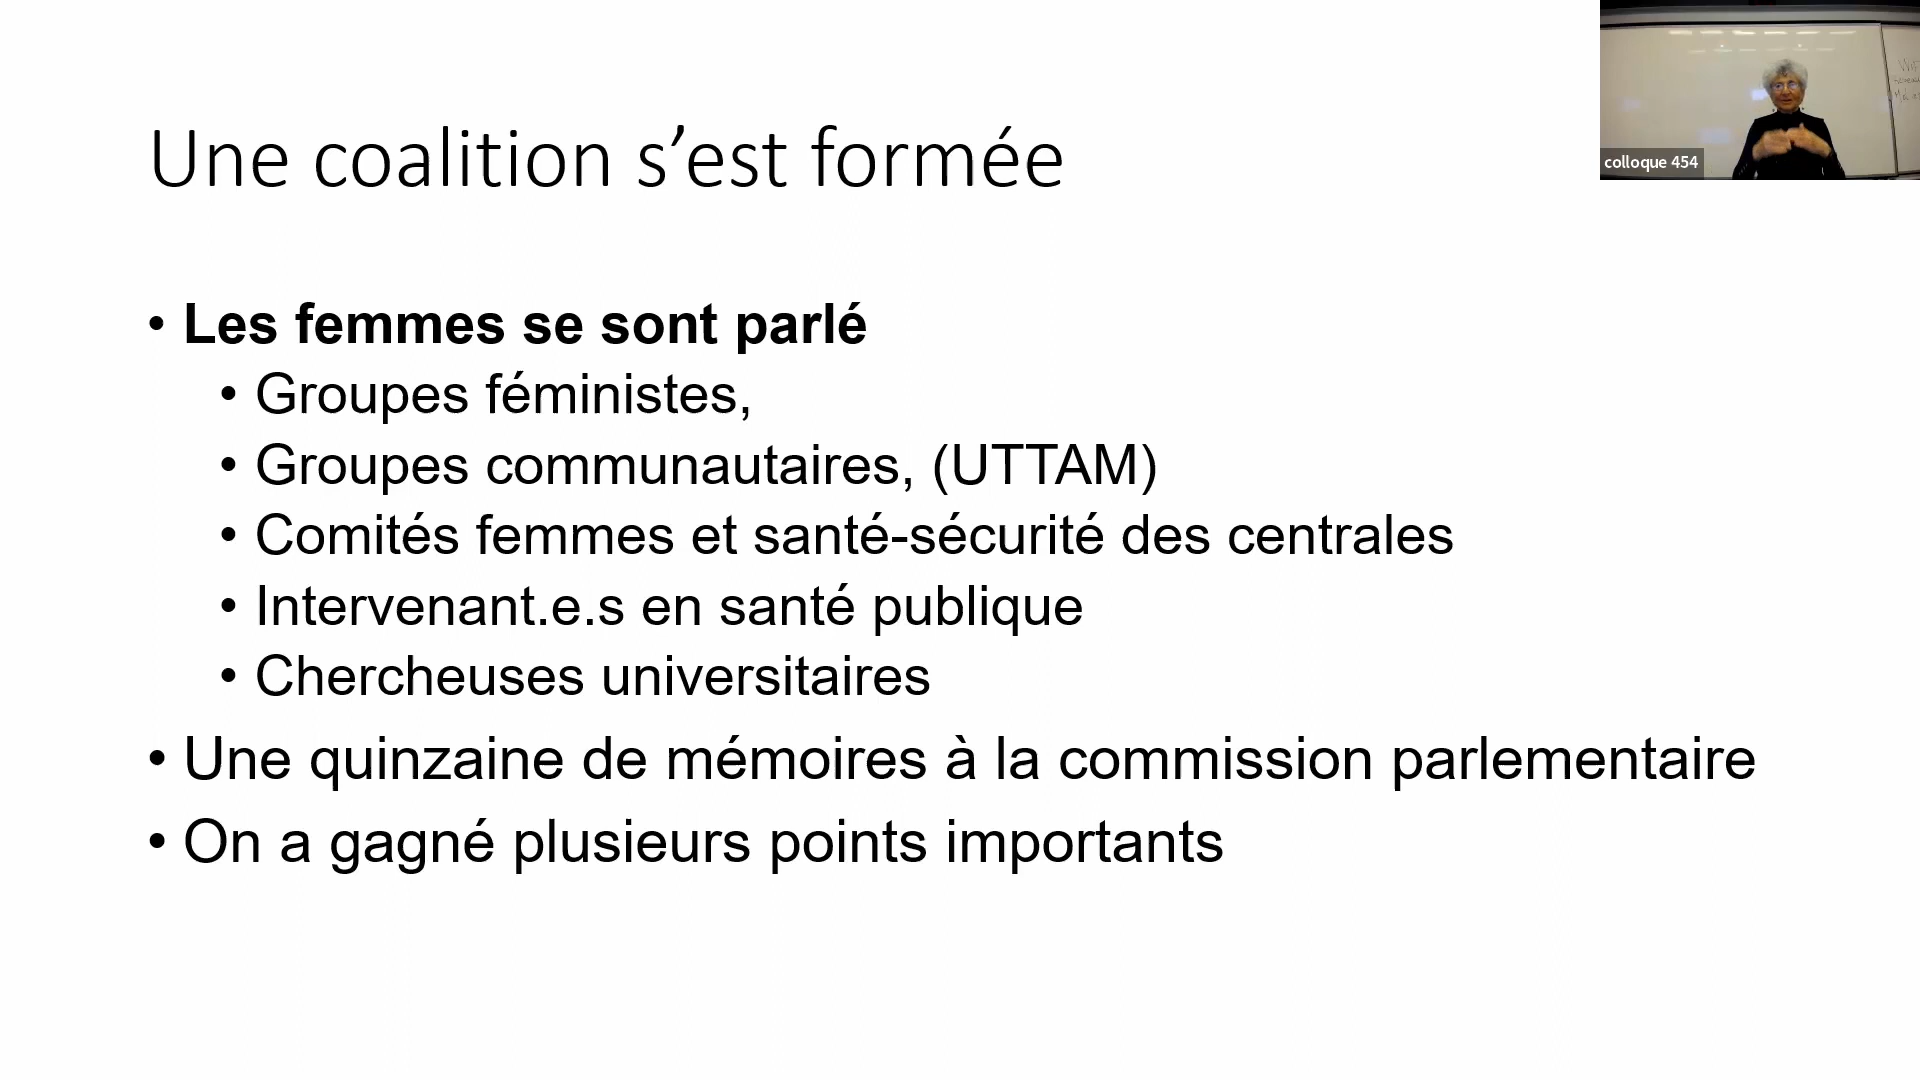 Une coalition s’est formée
• Les femmes se sont parlé
• Groupes féministes,
• Groupes communautaires, (UTTAM)
• Comités femmes et santé-sécurité des centrales
• Intervenant.e.s en santé publique
• Chercheuses universitaires
• Une quinzaine de mémoires à la commission parlementaire
• On a gagné plusieurs points importants
colloque 454